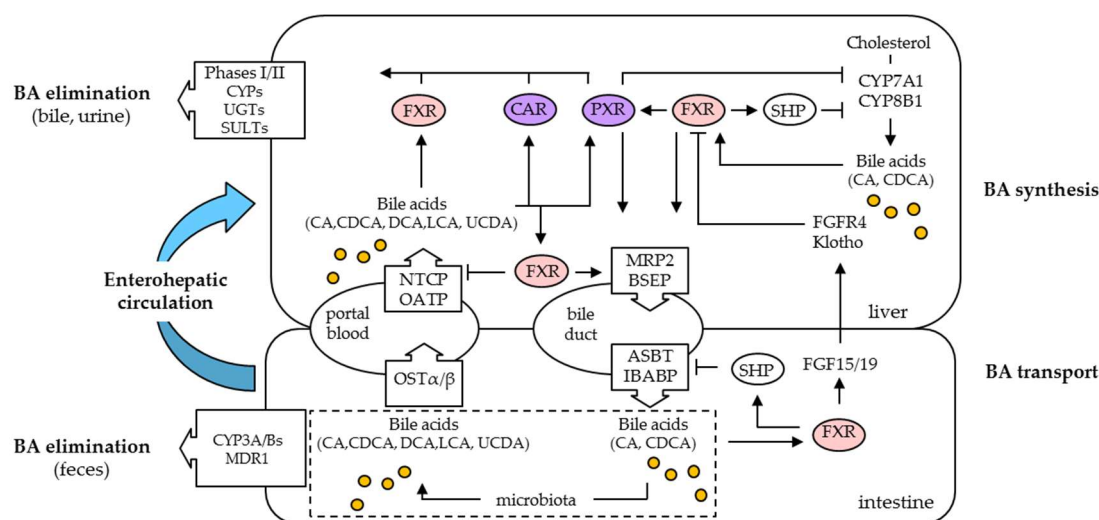 Cholesterol
Phases I/II
CYPs
UGTs
SULTs
BA elimination
(bile, urine)
FXR
CAR
PXR
FXR
SHP
CYP7A1
CYP8B1
Bile acids
(CA, CDCA)
BA synthesis
Bile acids
(CA,CDCA, DCA,LCA, UCDA)
FGFR4
Klotho
Enterohepatic
circulation
NTCP
OATP
FXR
MRP2
BSEP
portal
blood
bile
duct
liver
OSTα/β
ASBT
IBABP
SHP
FGF15/19
BA transport
BA elimination
(feces)
CYP3A/Bs
MDR1
Bile acids
(CA,CDCA, DCA,LCA, UCDA)
Bile acids
(CA, CDCA)
FXR
microbiota
intestine